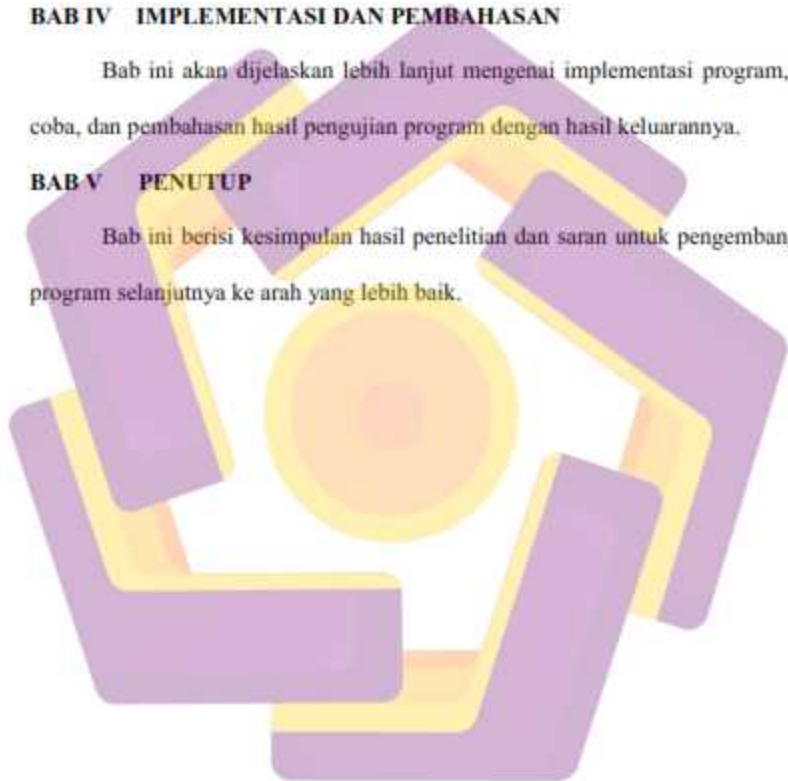 BAB IV IMPLEMENTASI DAN PEMBAHASAN
Bab ini akan dijelaskan lebih lanjut mengenai implementasi program,
coba, dan pembahasan hasil pengujian program dengan hasil keluarannya.
BAB V PENUTUP
Bab ini berisi kesimpulan hasil penelitian dan saran untuk pengemban
program selanjutnya ke arah yang lebih baik.